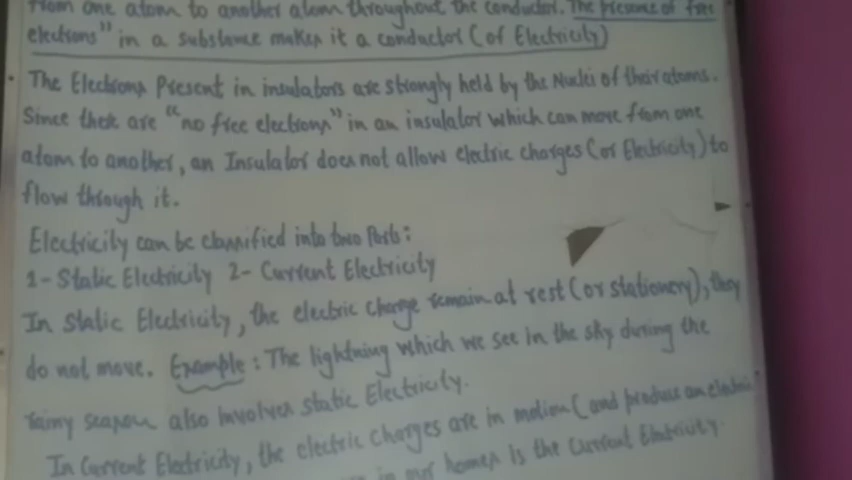 from one atom to another atom throughout the conductor. The presence of free
electrons" in a substance makes it a conductor (of Electricity)
The Electrons Present in insulators are strongly held by the Nuclei of their atoms.
Since there are "no free electrons" in an insulator which can move from one
atom to another, an Insulator does not allow electric charges (or Electricity) to
flow through it.
Electricity can be classified into two Parts:
1- Static Electricity 2- Current Electricity
In Static Electricity, the electric charge remain at rest (or stationery), they
do not move. Example: The lightning which we see in the sky during the
rainy season also involves static Electricity.
In Current Electricity, the electric charges are in motion (and produce an electric
in our homes Is the Current Electricity.